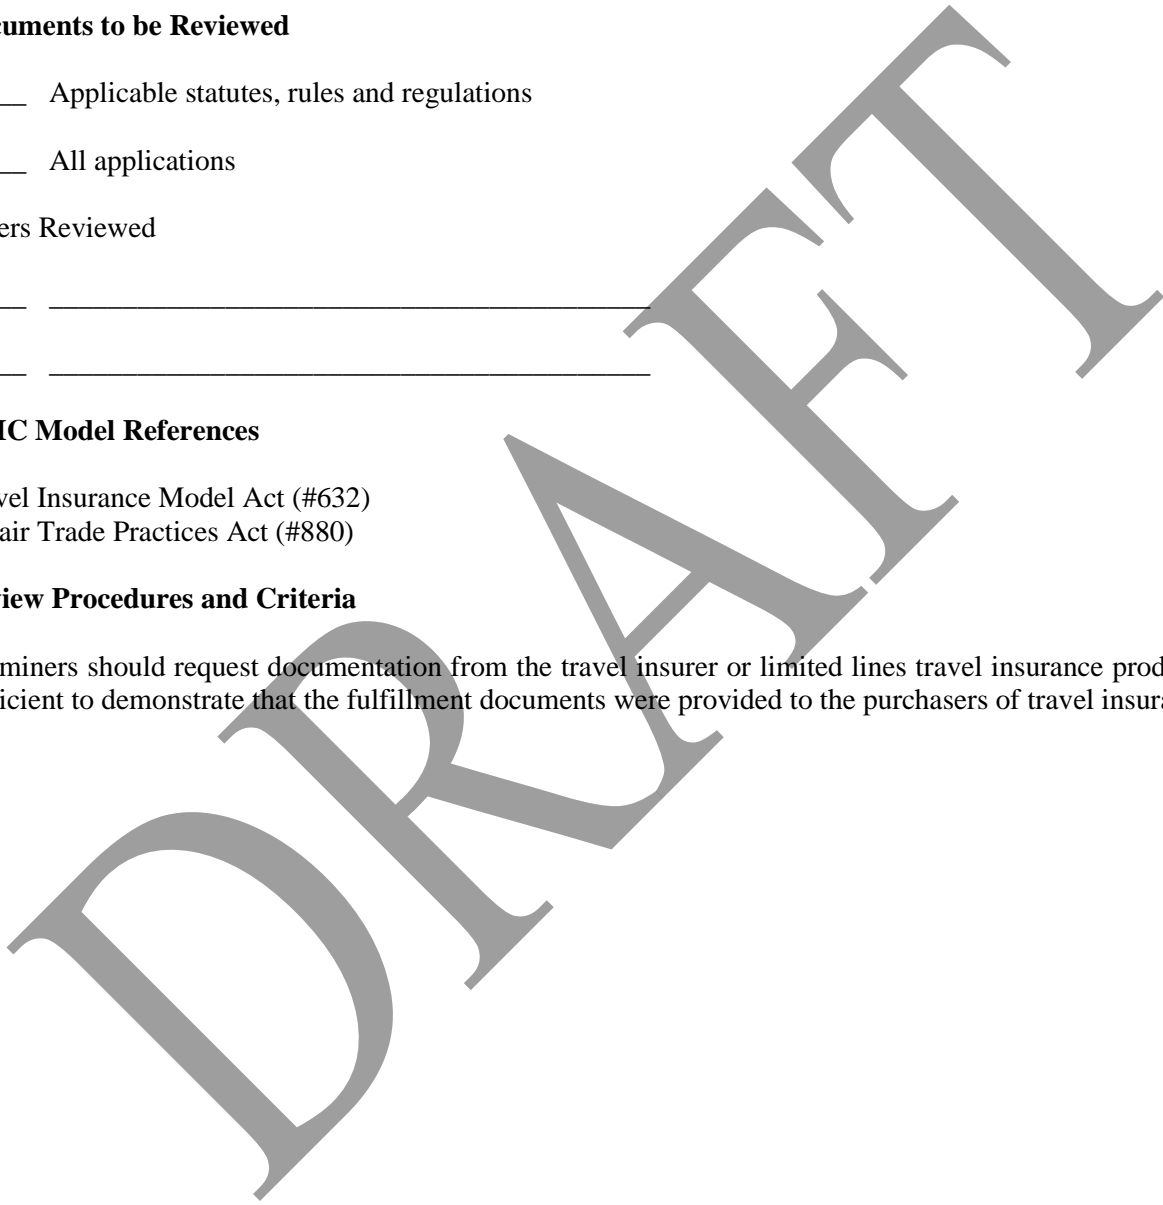 cuments to be Reviewed
__ Applicable statutes, rules and regulations
__ All applications
ers Reviewed
__ ___________________________________________
__ ___________________________________________
IC Model References
vel Insurance Model Act (#632)
air Trade Practices Act (#880)
view Procedures and Criteria
miners should request documentation from the travel insurer or limited lines travel insurance prod
icient to demonstrate that the fulfillment documents were provided to the purchasers of travel insura
DRAFT